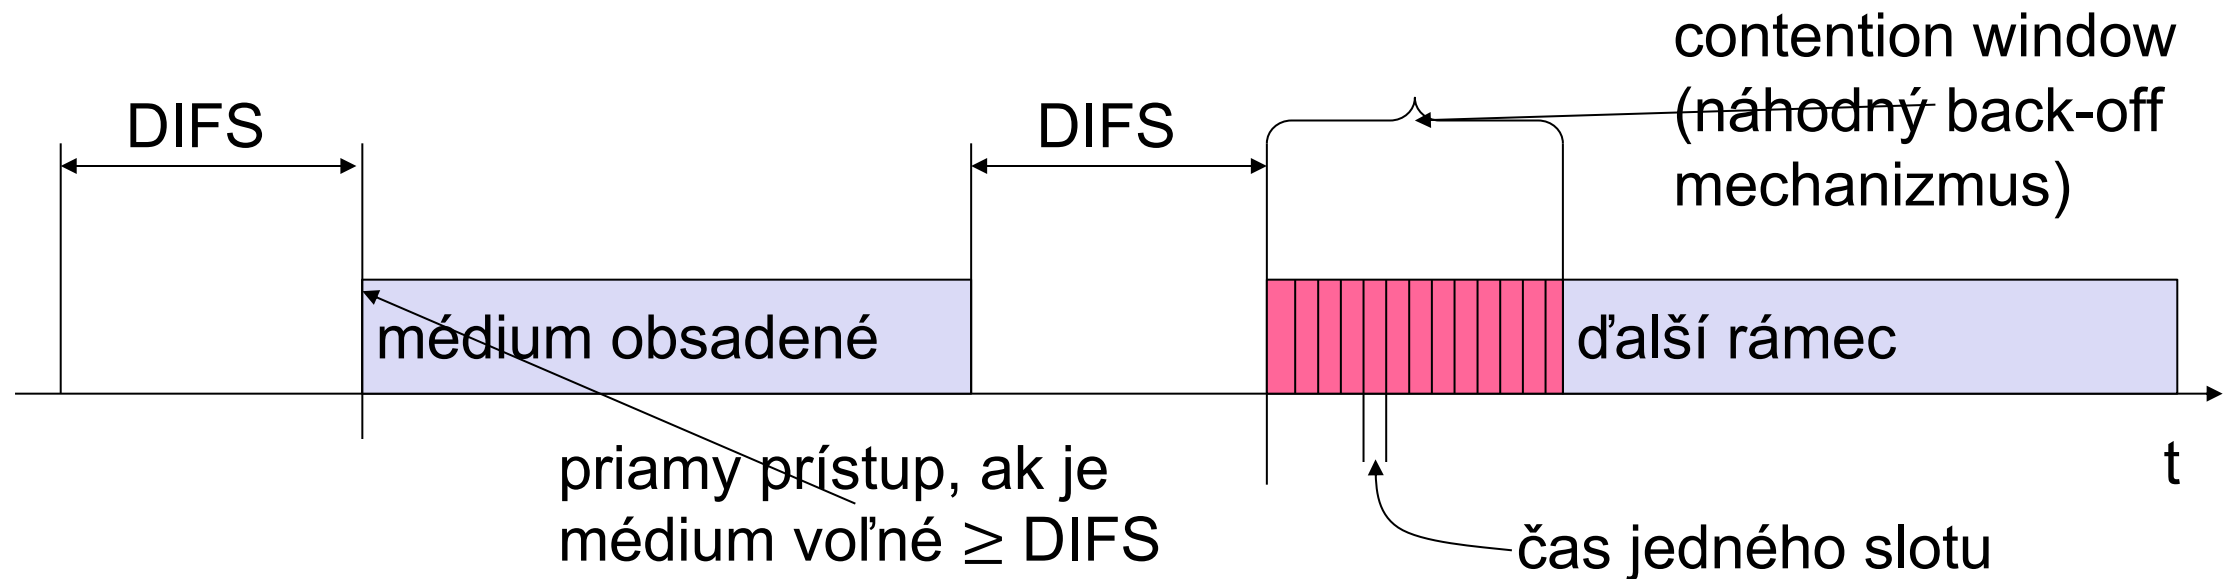 contention window
(náhodný back-off
mechanizmus)
DIFS
DIFS
médium obsadené
ďalší rámec
priamy prístup, ak je
médium voľné ≥ DIFS
t
čas jedného slotu